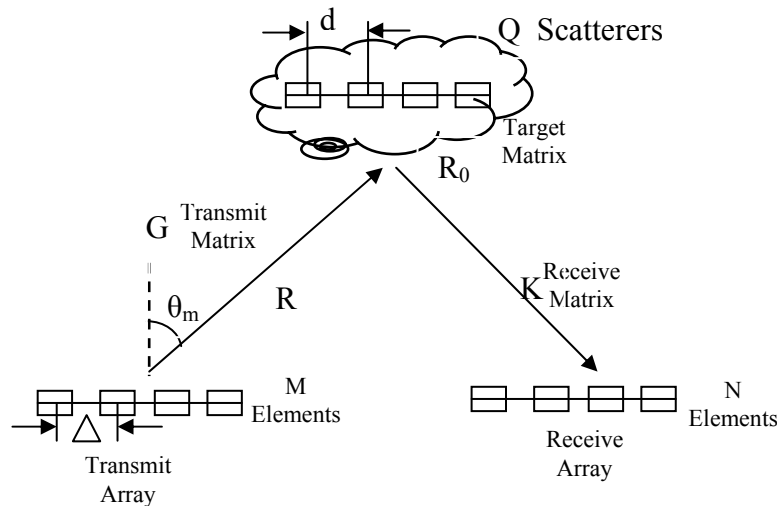 d
Q Scatterers
Target
Matrix
R₀
G
Transmit
Matrix
R
θₘ
K
Receive
Matrix
M
Elements
△
Transmit
Array
N
Elements
Receive
Array